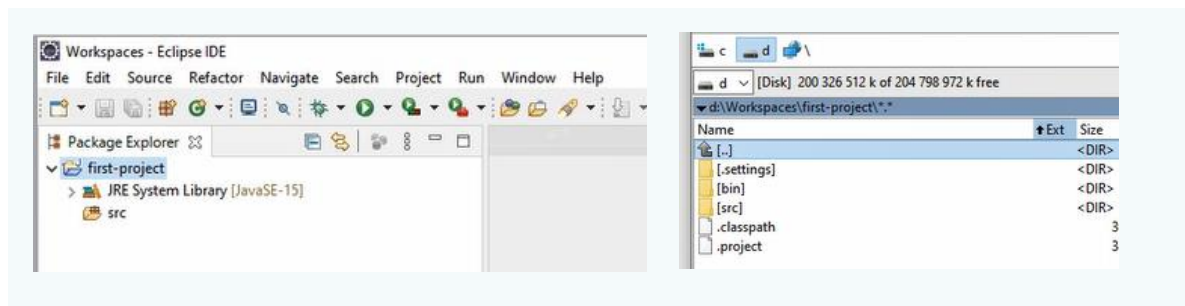 Workspaces - Eclipse IDE
File Edit Source Refactor Navigate Search Project Run Window Help
Package Explorer
first-project
JRE System Library [JavaSE-15]
src
c d \
d [Disk] 200 326 512 k of 204 798 972 k free
d:\Workspaces\first-project\*.*
Name Ext Size
[..] <DIR>
[.settings] <DIR>
[bin] <DIR>
[src] <DIR>
.classpath 3
.project 3